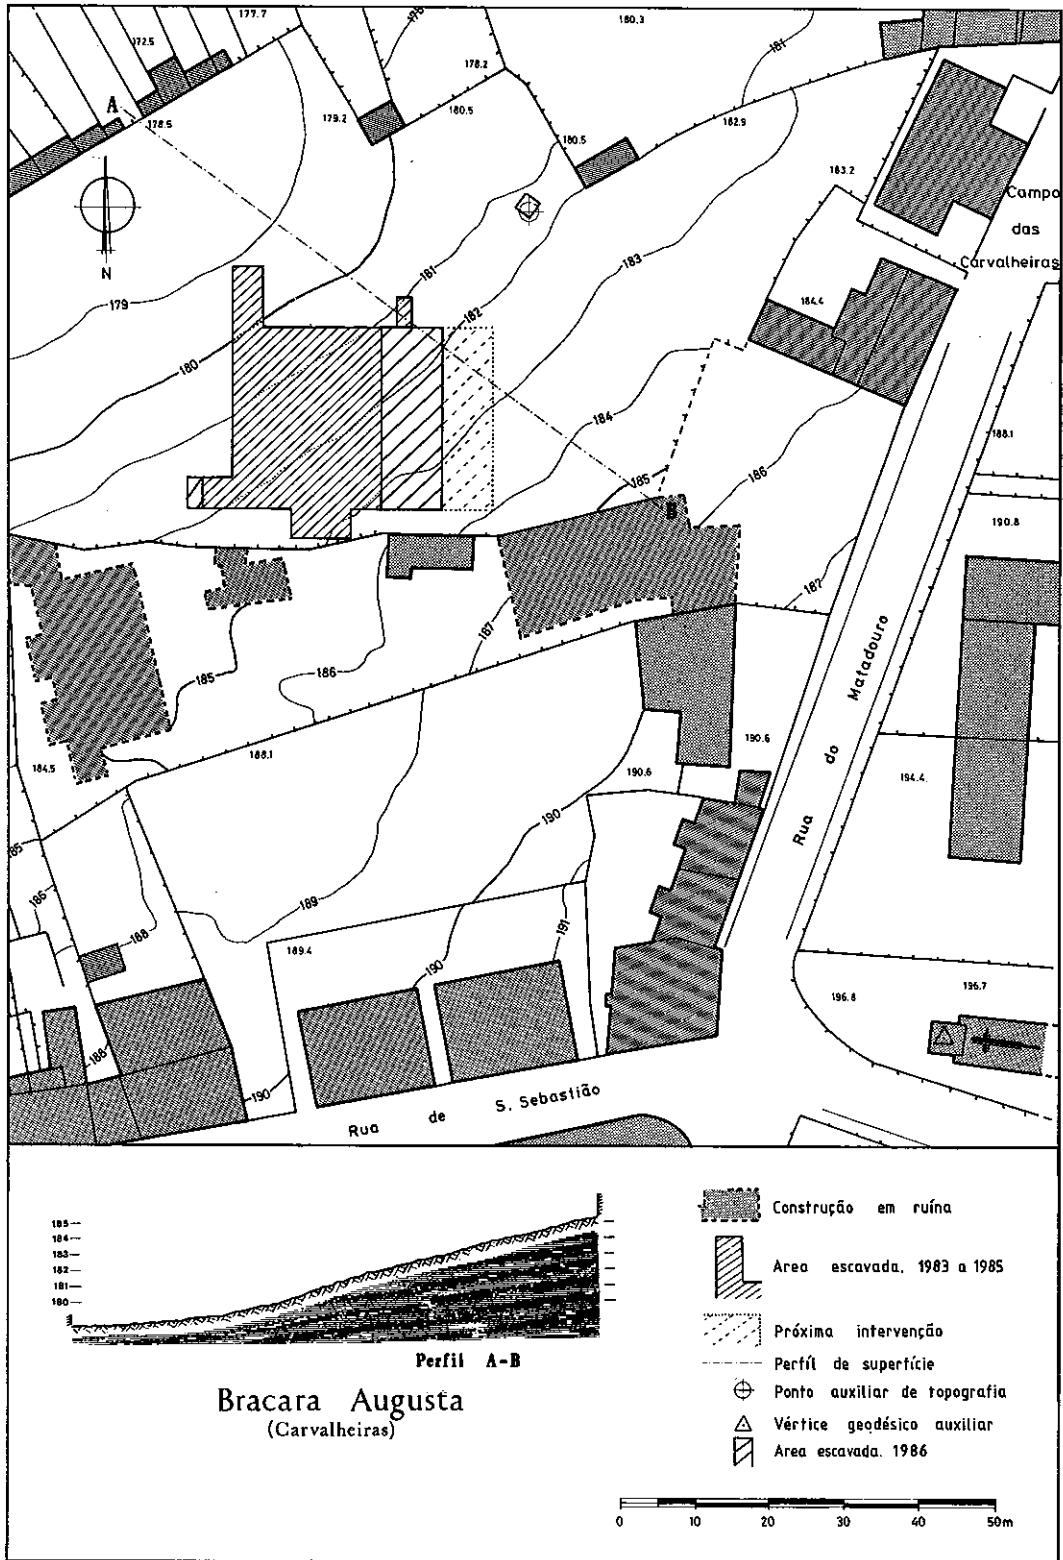 177.7
178
180.3
172.5
181
178.2
A
178.5
179.2
180.5
182.9
180.5
183.2
Campo
das
Carvalheiras
N
181
183
179
182
184.4
180
184
188.1
185
186
B
190.8
187
187
Matadouro
do
Rua
186
185
188.1
184.5
190.6
190.6
194.4
190
185
186
189
188
191
189.4
190
196.8
196.7
188
190
Rua de S. Sebastião
185
184
183
182
181
180
Perfil A-B
Bracara Augusta
(Carvalheiras)
Construção em ruína
Area escavada, 1983 a 1985
Próxima intervenção
Perfíl de superfície
Ponto auxiliar de topografia
Vértice geodésico auxiliar
Area escavada. 1986
0 10 20 30 40 50m